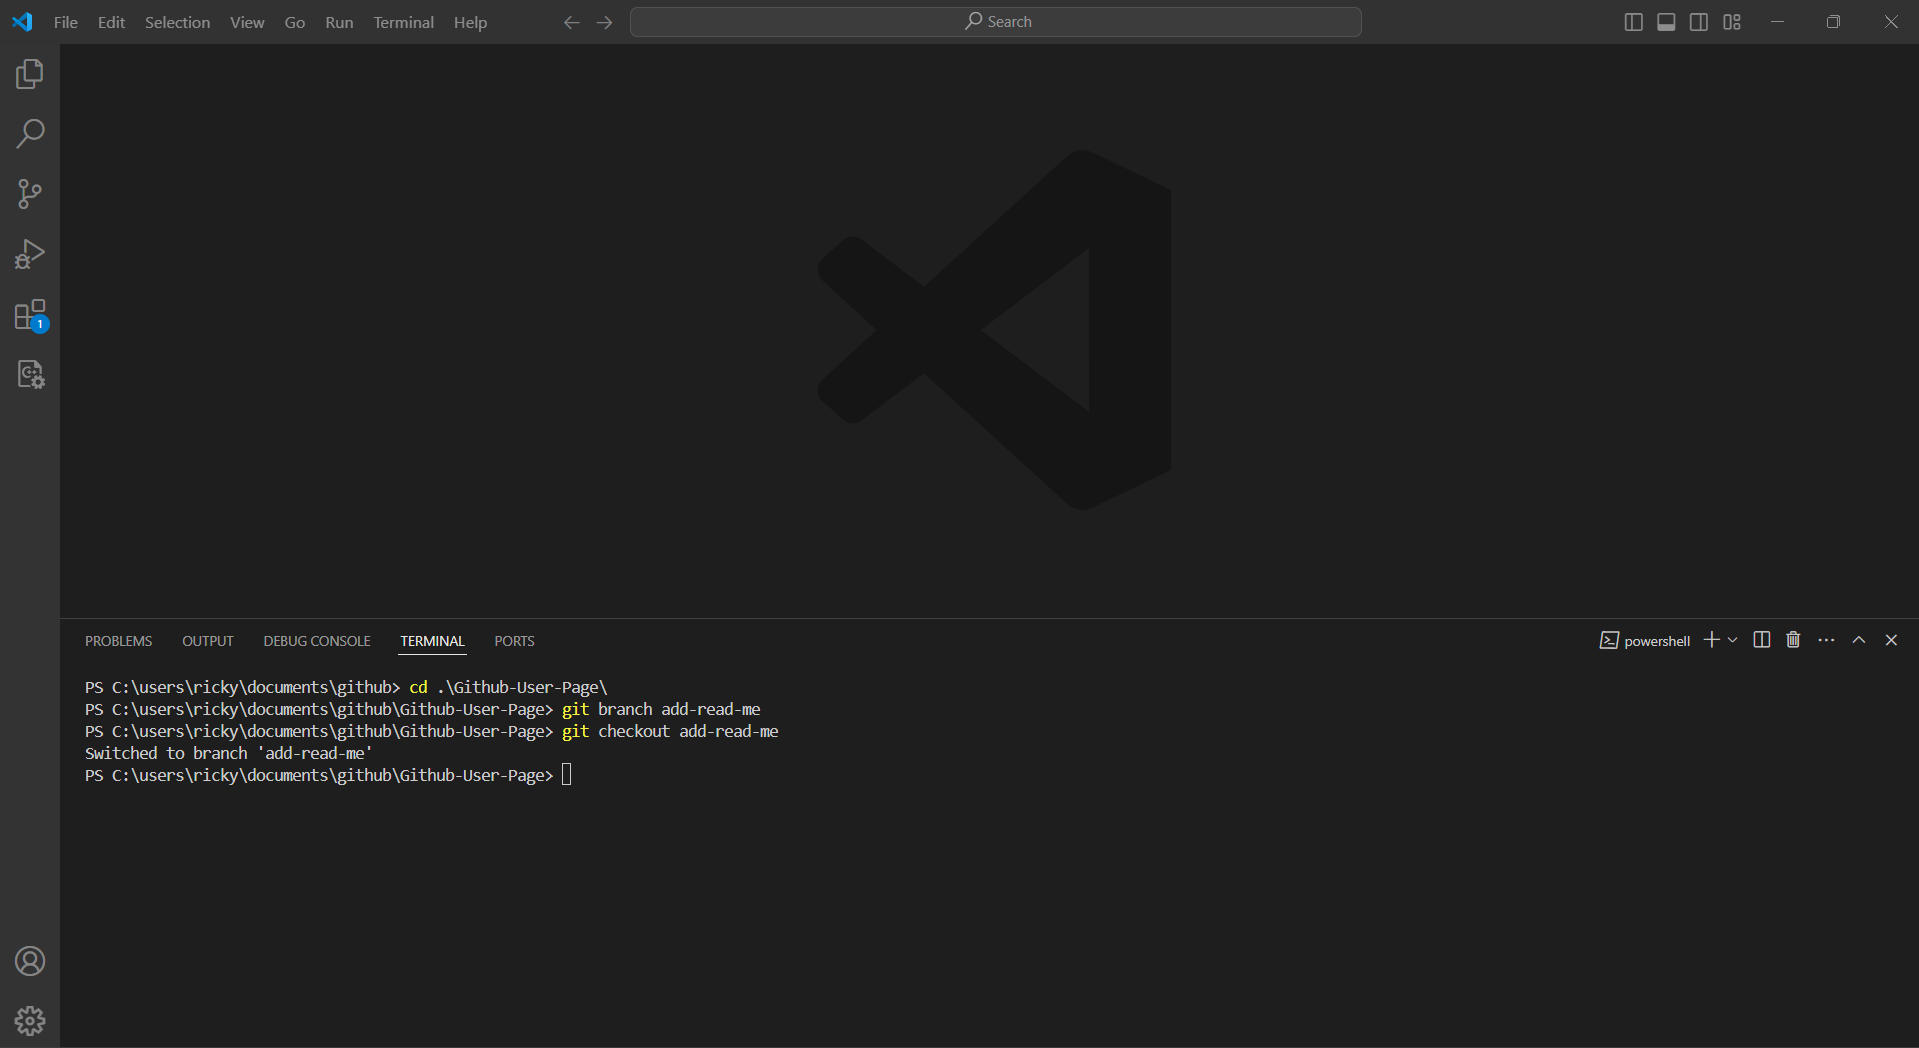 File Edit Selection View Go Run Terminal Help Search
1
PROBLEMS OUTPUT DEBUG CONSOLE TERMINAL PORTS powershell
PS C:\users\ricky\documents\github> cd .\Github-User-Page\
PS C:\users\ricky\documents\github\Github-User-Page> git branch add-read-me
PS C:\users\ricky\documents\github\Github-User-Page> git checkout add-read-me
Switched to branch 'add-read-me'
PS C:\users\ricky\documents\github\Github-User-Page>